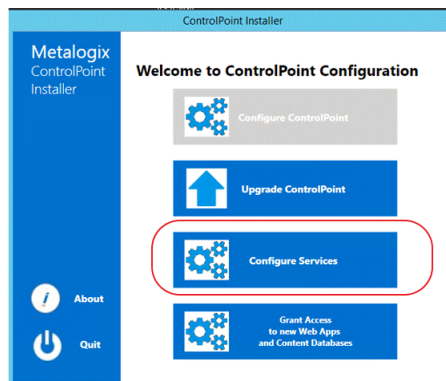 ControlPoint Installer
Metalogix
ControlPoint
Installer
Welcome to ControlPoint Configuration
Configure ControlPoint
Upgrade ControlPoint
Configure Services
Grant Access
to new Web Apps
and Content Databases
i
About
Quit